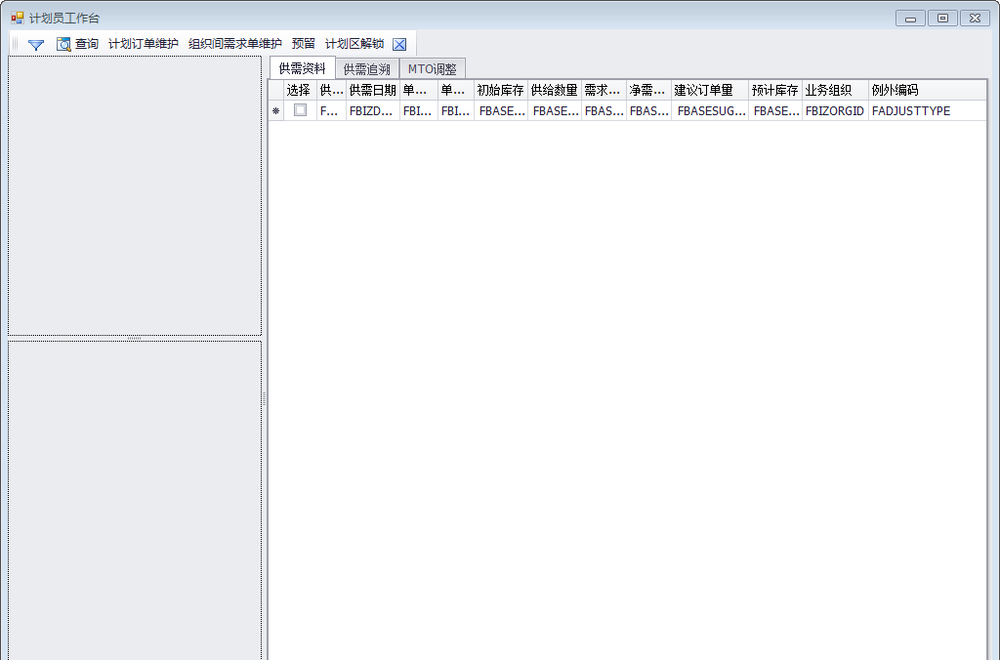 计划员工作台
查询 计划订单维护 组织间需求单维护 预留 计划区解锁
供需资料 供需追溯 MTO调整
选择 供... 供需日期 单... 单... 初始库存 供给数量 需求... 净需... 建议订单量 预计库存 业务组织 例外编码
F... FBIZD... FBI... FBI... FBASE... FBASE... FBAS... FBAS... FBASESUG... FBASE... FBIZORGID FADJUSTTYPE